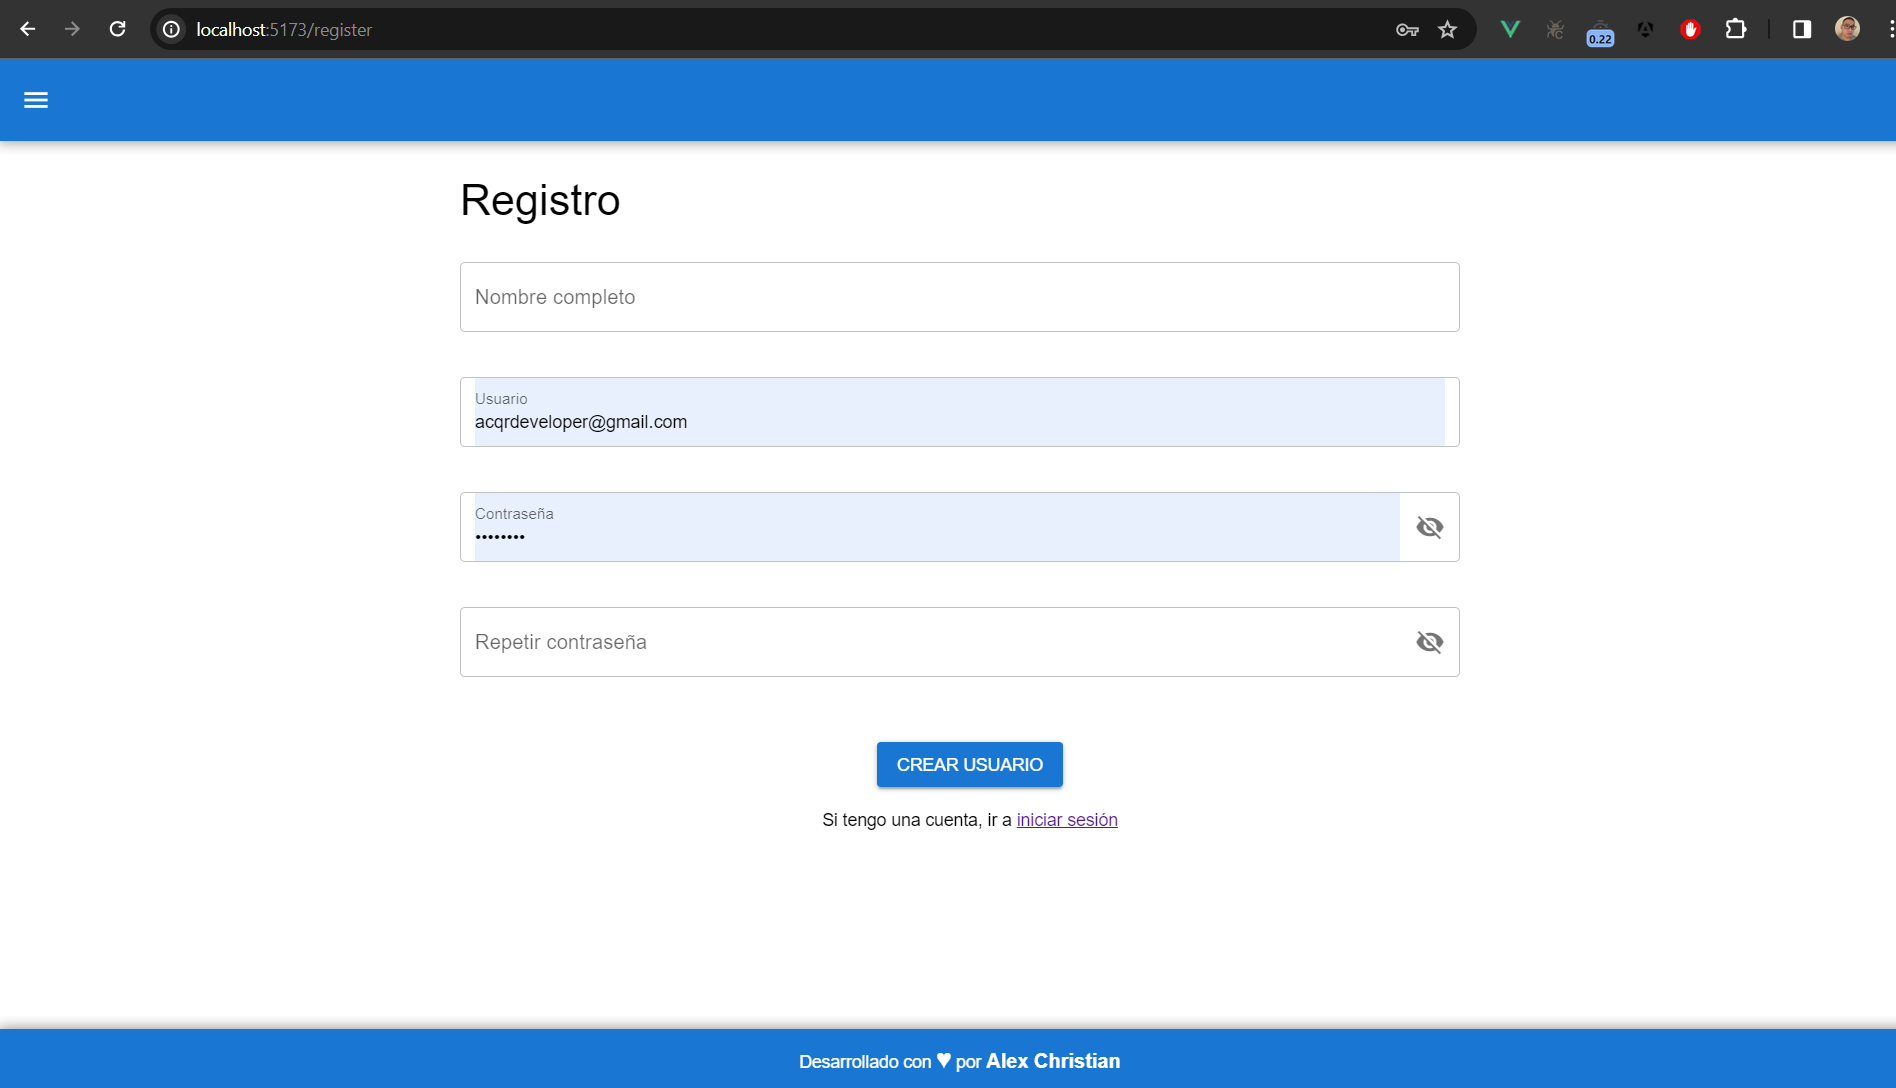 localhost:5173/register
0.22
Registro
Nombre completo
Usuario
acqrdeveloper@gmail.com
Contraseña
••••••••
Repetir contraseña
CREAR USUARIO
Si tengo una cuenta, ir a iniciar sesión
Desarrollado con ♥ por Alex Christian